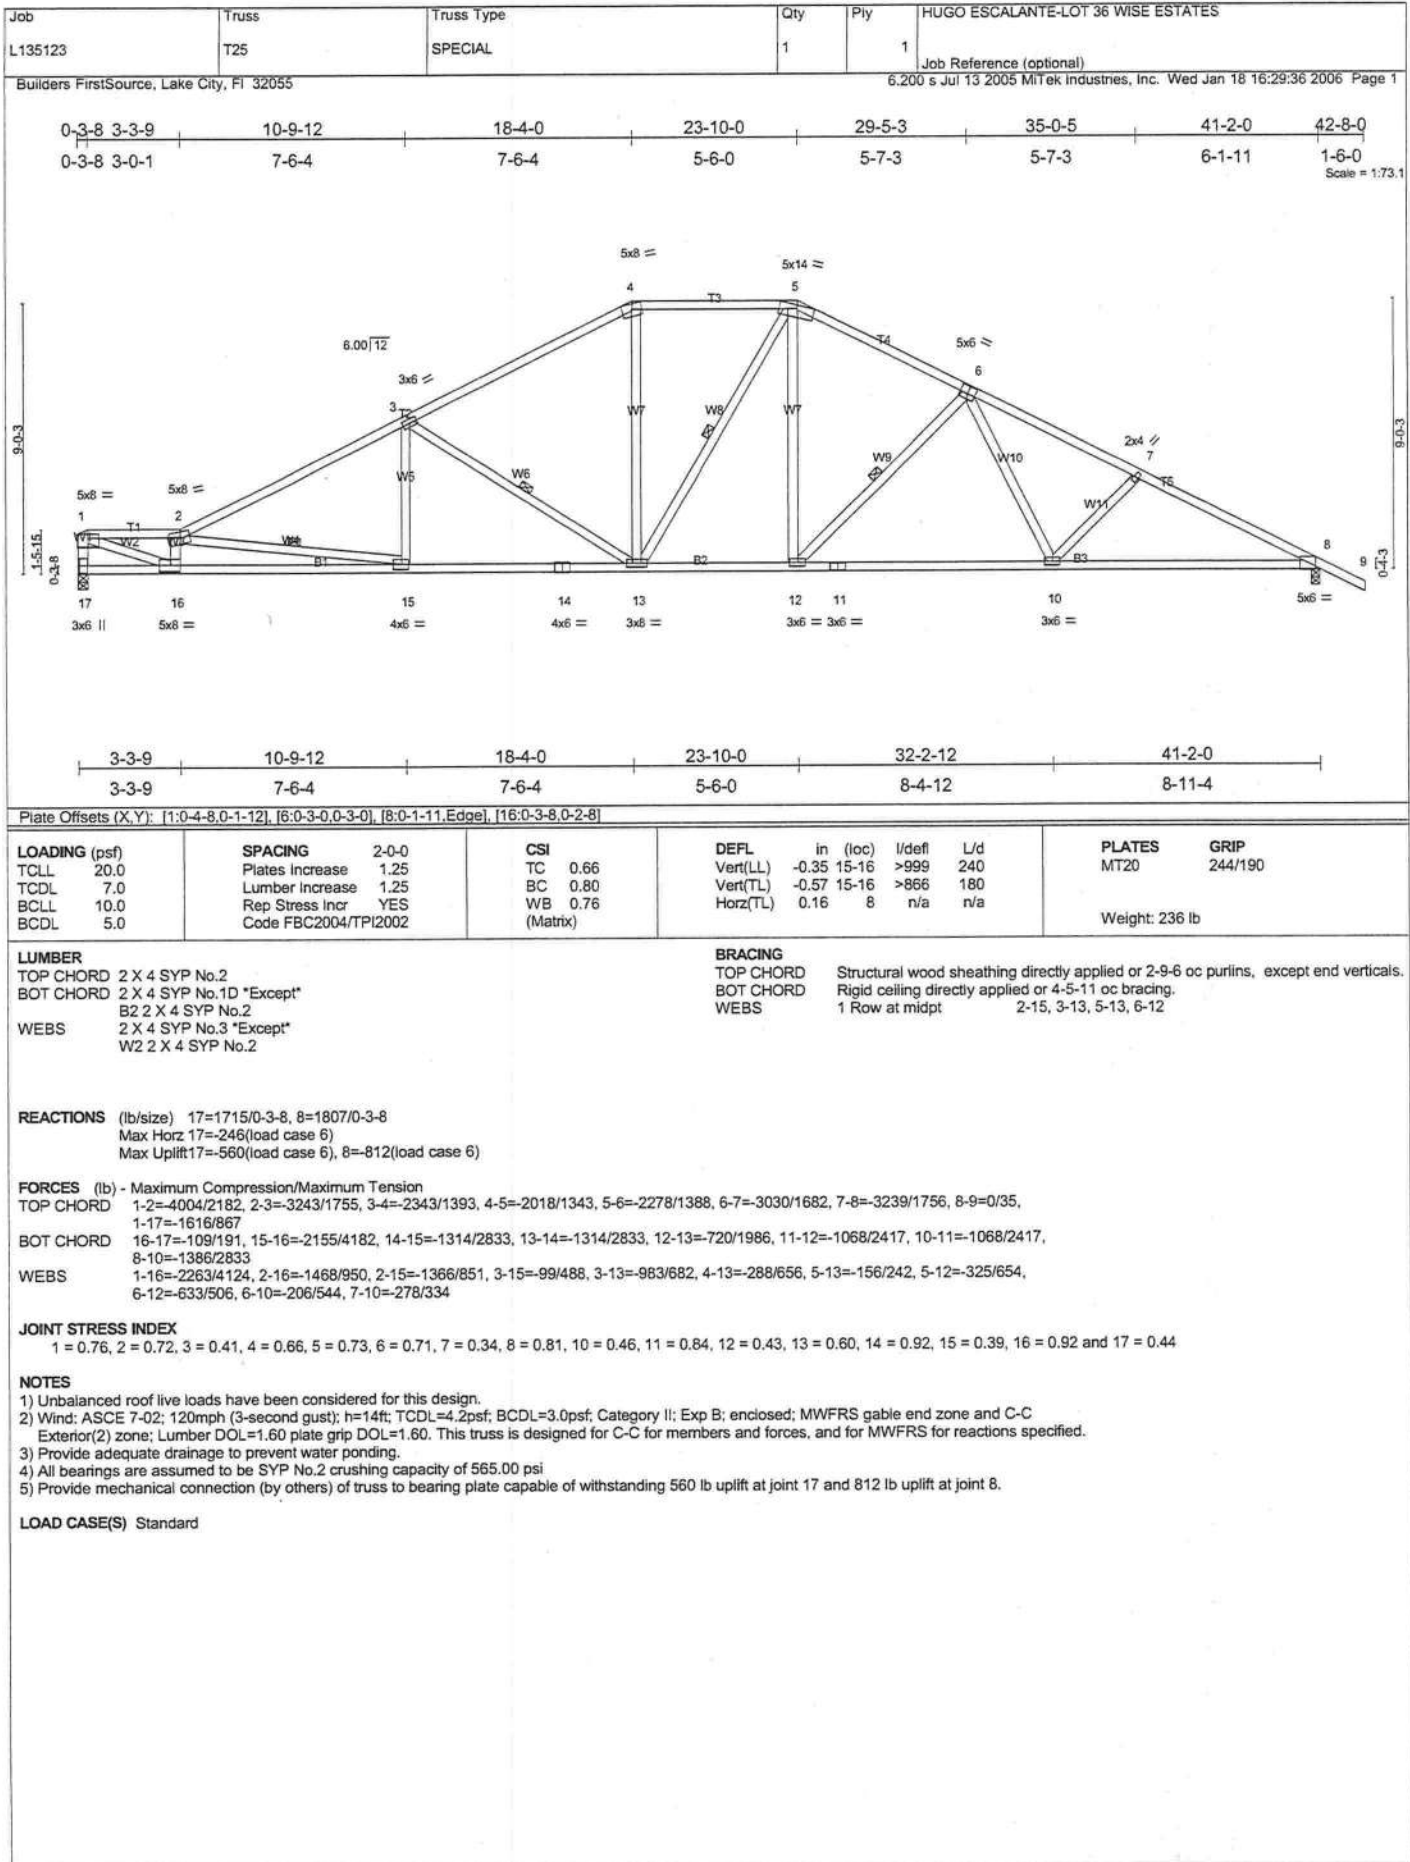 Job Truss Truss Type Qty Ply HUGO ESCALANTE-LOT 36 WISE ESTATES
L135123 T25 SPECIAL 1 1
Job Reference (optional)
Builders FirstSource, Lake City, Fl 32055 6.200 s Jul 13 2005 MiTek Industries, Inc. Wed Jan 18 16:29:36 2006 Page 1
0-3-8 3-3-9 10-9-12 18-4-0 23-10-0 29-5-3 35-0-5 41-2-0 42-8-0
0-3-8 3-0-1 7-6-4 7-6-4 5-6-0 5-7-3 5-7-3 6-1-11 1-6-0
Scale = 1:73.1
5x8 =
5x14 =
4 5
T3
6.00 12
T4
5x6 =
6
3x6 =
3
T2
9-0-3
W7 W8 W7
9-0-3
2x4 //
7
W5 W6 W9 W10
T5
W11
5x8 = 5x8 =
1 2
T1
W2
B1 B2 B3
8
9
1-5-15
0-3-8
0-4-3
17 16 15 14 13 12 11 10 5x6 =
3x6 || 5x8 = 4x6 = 4x6 = 3x8 = 3x6 = 3x6 = 3x6 =
3-3-9 10-9-12 18-4-0 23-10-0 32-2-12 41-2-0
3-3-9 7-6-4 7-6-4 5-6-0 8-4-12 8-11-4
Plate Offsets (X,Y): [1:0-4-8,0-1-12], [6:0-3-0,0-3-0], [8:0-1-11,Edge], [16:0-3-8,0-2-8]
LOADING (psf) SPACING 2-0-0 CSI DEFL in (loc) l/defl L/d PLATES GRIP
TCLL 20.0 Plates Increase 1.25 TC 0.66 Vert(LL) -0.35 15-16 >999 240 MT20 244/190
TCDL 7.0 Lumber Increase 1.25 BC 0.80 Vert(TL) -0.57 15-16 >866 180
BCLL 10.0 Rep Stress Incr YES WB 0.76 Horz(TL) 0.16 8 n/a n/a
BCDL 5.0 Code FBC2004/TPI2002 (Matrix) Weight: 236 lb
LUMBER
TOP CHORD 2 X 4 SYP No.2
BOT CHORD 2 X 4 SYP No.1D *Except*
B2 2 X 4 SYP No.2
WEBS 2 X 4 SYP No.3 *Except*
W2 2 X 4 SYP No.2
BRACING
TOP CHORD Structural wood sheathing directly applied or 2-9-6 oc purlins, except end verticals.
BOT CHORD Rigid ceiling directly applied or 4-5-11 oc bracing.
WEBS 1 Row at midpt 2-15, 3-13, 5-13, 6-12
REACTIONS (lb/size) 17=1715/0-3-8, 8=1807/0-3-8
Max Horz 17=-246(load case 6)
Max Uplift17=-560(load case 6), 8=-812(load case 6)
FORCES (lb) - Maximum Compression/Maximum Tension
TOP CHORD 1-2=-4004/2182, 2-3=-3243/1755, 3-4=-2343/1393, 4-5=-2018/1343, 5-6=-2278/1388, 6-7=-3030/1682, 7-8=-3239/1756, 8-9=0/35,
1-17=-1616/867
BOT CHORD 16-17=-109/191, 15-16=-2155/4182, 14-15=-1314/2833, 13-14=-1314/2833, 12-13=-720/1986, 11-12=-1068/2417, 10-11=-1068/2417,
8-10=-1386/2833
WEBS 1-16=-2263/4124, 2-16=-1468/950, 2-15=-1366/851, 3-15=-99/488, 3-13=-983/682, 4-13=-288/656, 5-13=-156/242, 5-12=-325/654,
6-12=-633/506, 6-10=-206/544, 7-10=-278/334
JOINT STRESS INDEX
1 = 0.76, 2 = 0.72, 3 = 0.41, 4 = 0.66, 5 = 0.73, 6 = 0.71, 7 = 0.34, 8 = 0.81, 10 = 0.46, 11 = 0.84, 12 = 0.43, 13 = 0.60, 14 = 0.92, 15 = 0.39, 16 = 0.92 and 17 = 0.44
NOTES
1) Unbalanced roof live loads have been considered for this design.
2) Wind: ASCE 7-02; 120mph (3-second gust); h=14ft; TCDL=4.2psf; BCDL=3.0psf; Category II; Exp B; enclosed; MWFRS gable end zone and C-C
Exterior(2) zone; Lumber DOL=1.60 plate grip DOL=1.60. This truss is designed for C-C for members and forces, and for MWFRS for reactions specified.
3) Provide adequate drainage to prevent water ponding.
4) All bearings are assumed to be SYP No.2 crushing capacity of 565.00 psi
5) Provide mechanical connection (by others) of truss to bearing plate capable of withstanding 560 lb uplift at joint 17 and 812 lb uplift at joint 8.
LOAD CASE(S) Standard